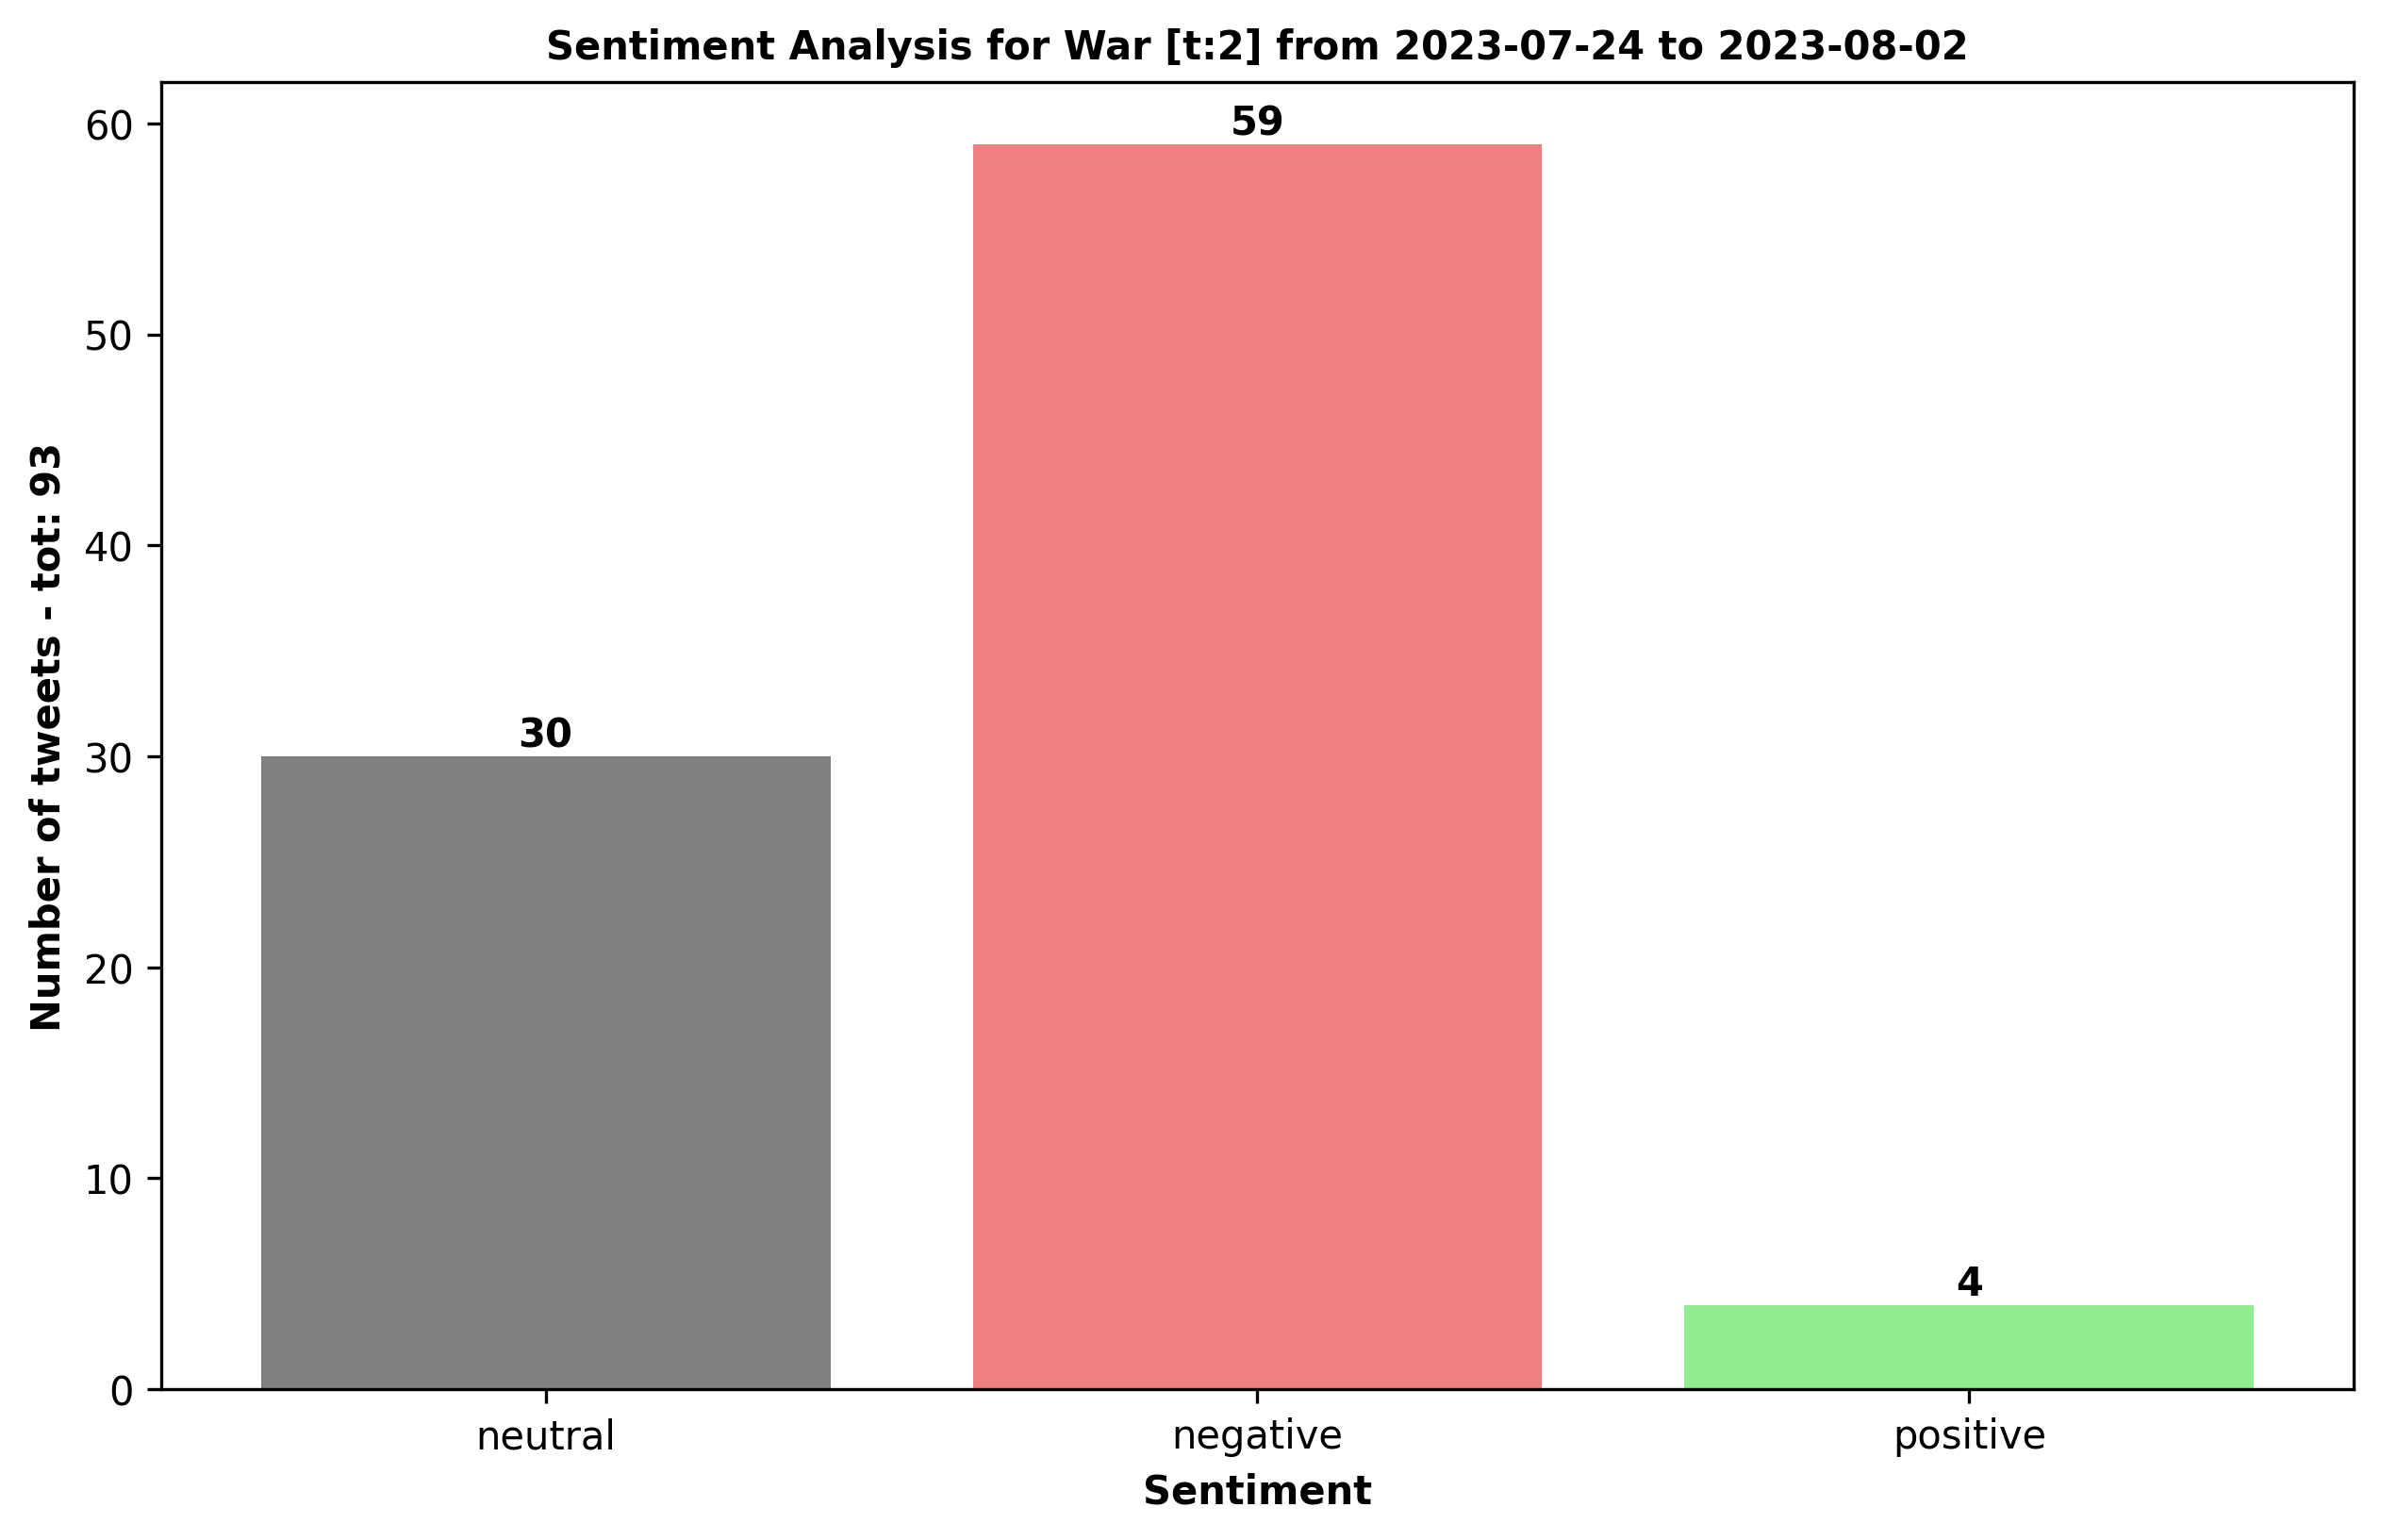 Sentiment Analysis for War [t:2] from 2023-07-24 to 2023-08-02
Number of tweets - tot: 93
60
50
40
30
20
10
0
30
59
4
neutral
negative
positive
Sentiment